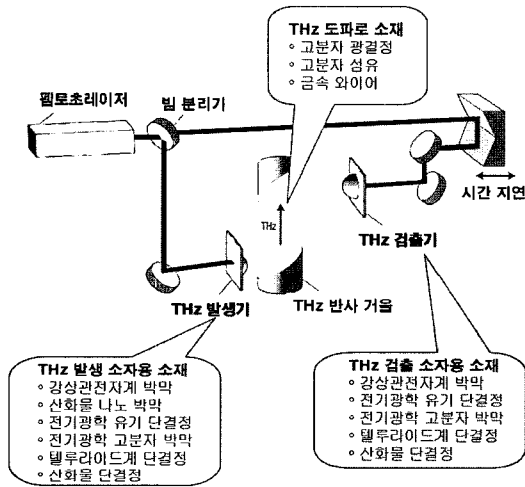 THz 도파로 소재
◦ 고분자 광결정
◦ 고분자 섬유
◦ 금속 와이어
펨토초레이저
빔 분리기
시간 지연
THz
THz 검출기
THz 발생기
THz 반사 거울
THz 발생 소자용 소재
◦ 강상관전자계 박막
◦ 산화물 나노 박막
◦ 전기광학 유기 단결정
◦ 전기광학 고분자 박막
◦ 텔루라이드계 단결정
◦ 산화물 단결정
THz 검출 소자용 소재
◦ 강상관전자계 박막
◦ 전기광학 유기 단결정
◦ 전기광학 고분자 박막
◦ 텔루라이드계 단결정
◦ 산화물 단결정